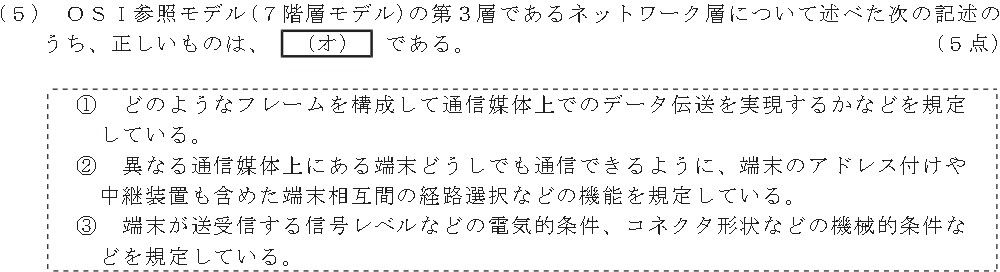 (５) ＯＳＩ参照モデル(７階層モデル)の第３層であるネットワーク層について述べた次の記述の
うち、正しいものは、 (オ) である。 (５点)
① どのようなフレームを構成して通信媒体上でのデータ伝送を実現するかなどを規定
している。
② 異なる通信媒体上にある端末どうしでも通信できるように、端末のアドレス付けや
中継装置も含めた端末相互間の経路選択などの機能を規定している。
③ 端末が送受信する信号レベルなどの電気的条件、コネクタ形状などの機械的条件な
どを規定している。